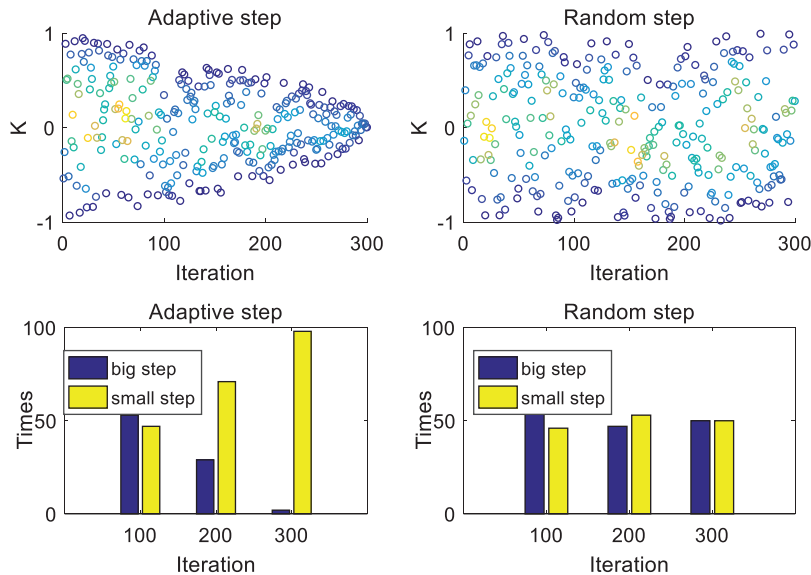 Adaptive step
1
0
-1
K
0
100
200
300
Iteration
Random step
1
0
-1
K
0
100
200
300
Iteration
Adaptive step
100
50
0
Times
big step
small step
100
200
300
Iteration
Random step
100
50
0
Times
big step
small step
100
200
300
Iteration